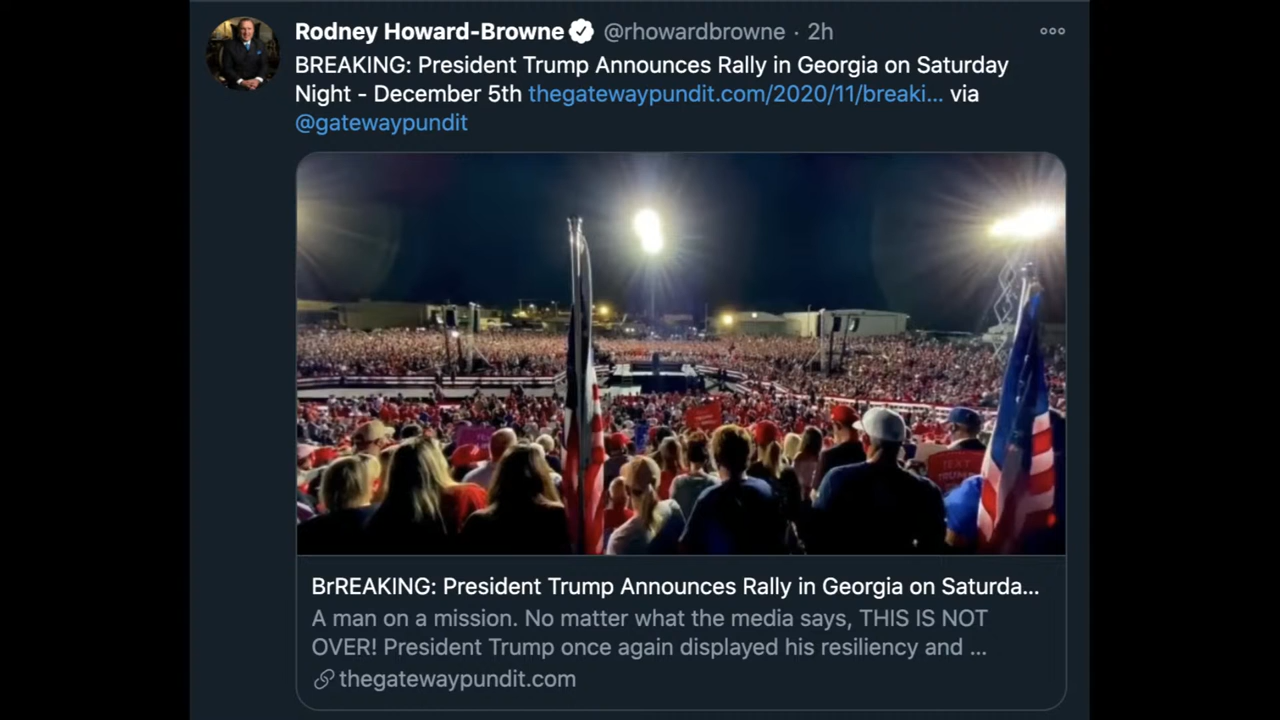 Rodney Howard-Browne @rhowardbrowne · 2h
BREAKING: President Trump Announces Rally in Georgia on Saturday
Night - December 5th thegatewaypundit.com/2020/11/breaki... via
@gatewaypundit
TEXT
BrREAKING: President Trump Announces Rally in Georgia on Saturda...
A man on a mission. No matter what the media says, THIS IS NOT
OVER! President Trump once again displayed his resiliency and ...
thegatewaypundit.com